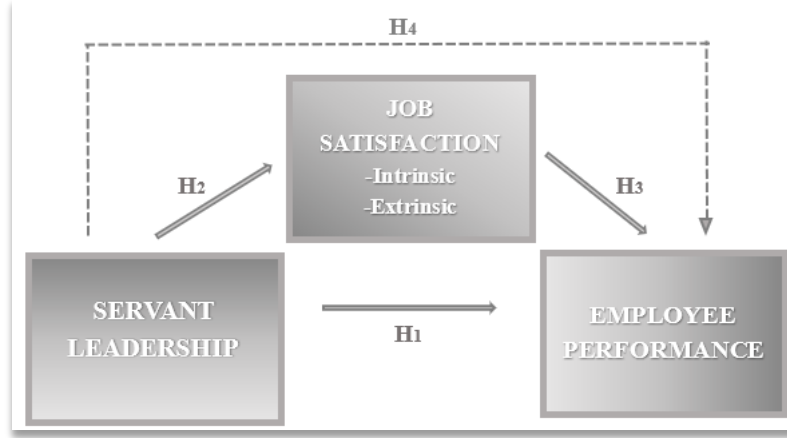 H4
JOB
SATISFACTION
-Intrinsic
-Extrinsic
H2
H3
SERVANT
LEADERSHIP
H1
EMPLOYEE
PERFORMANCE